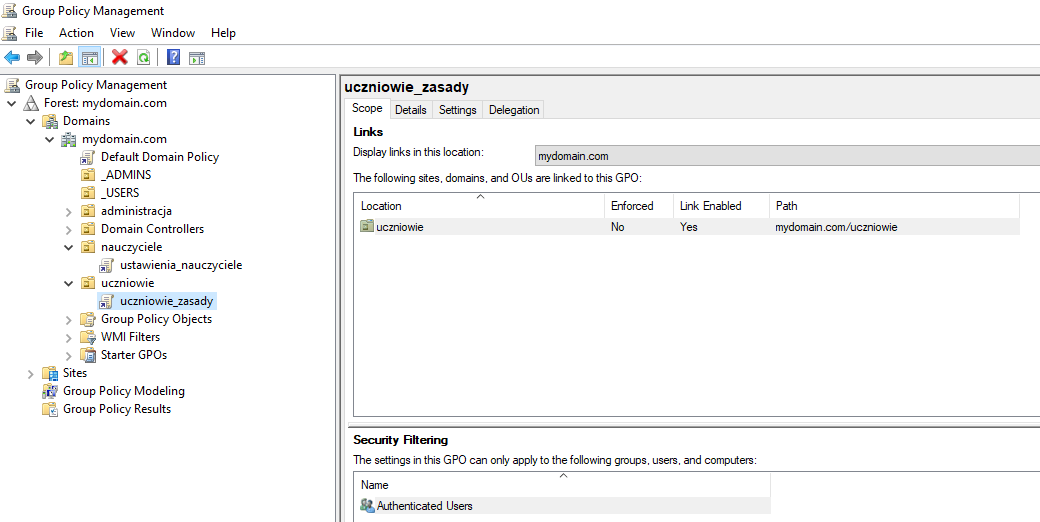 Group Policy Management
File Action View Window Help
Group Policy Management
Forest: mydomain.com
Domains
mydomain.com
Default Domain Policy
_ADMINS
_USERS
administracja
Domain Controllers
nauczyciele
ustawienia_nauczyciele
uczniowie
uczniowie_zasady
Group Policy Objects
WMI Filters
Starter GPOs
Sites
Group Policy Modeling
Group Policy Results
uczniowie_zasady
Scope Details Settings Delegation
Links
Display links in this location: mydomain.com
The following sites, domains, and OUs are linked to this GPO:
Location Enforced Link Enabled Path
uczniowie No Yes mydomain.com/uczniowie
Security Filtering
The settings in this GPO can only apply to the following groups, users, and computers:
Name
Authenticated Users